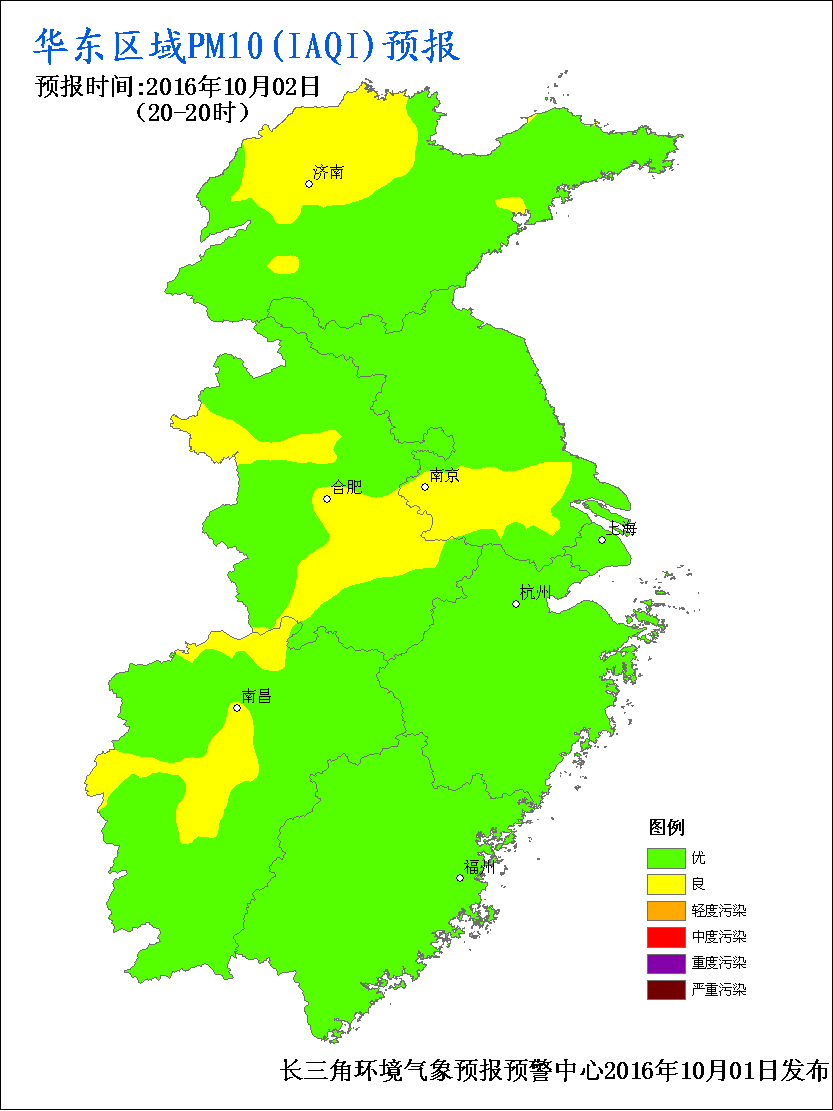 华东区域PM10(IAQI)预报
预报时间:2016年10月02日
(20-20时)
济南
南京
合肥
上海
杭州
南昌
福州
图例
优
良
轻度污染
中度污染
重度污染
严重污染
长三角环境气象预报预警中心2016年10月01日发布